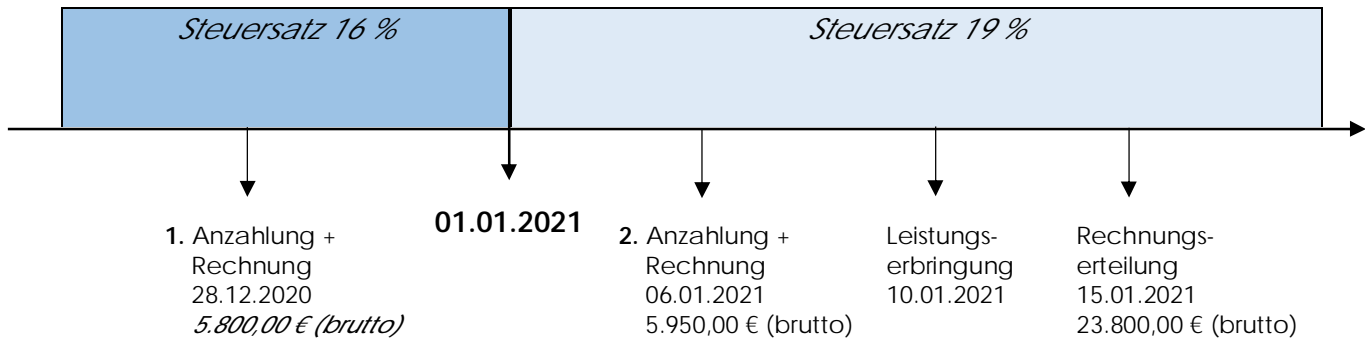 Steuersatz 16 %
Steuersatz 19 %
01.01.2021
1. Anzahlung +
Rechnung
28.12.2020
5.800,00 € (brutto)
2. Anzahlung +
Rechnung
06.01.2021
5.950,00 € (brutto)
Leistungs-
erbringung
10.01.2021
Rechnungs-
erteilung
15.01.2021
23.800,00 € (brutto)